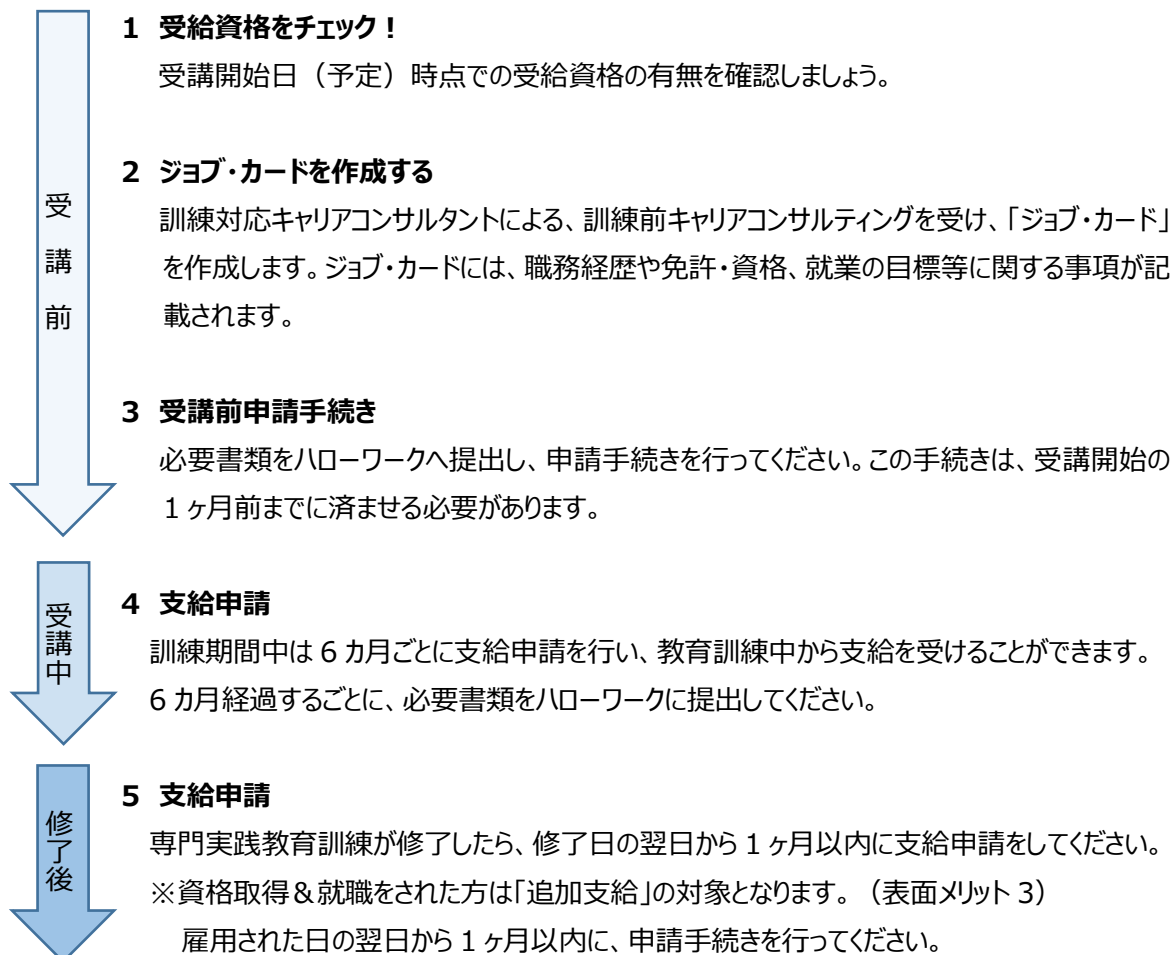 1 受給資格をチェック！
受講開始日（予定）時点での受給資格の有無を確認しましょう。
2 ジョブ・カードを作成する
訓練対応キャリアコンサルタントによる、訓練前キャリアコンサルティングを受け、「ジョブ・カード」
を作成します。ジョブ・カードには、職務経歴や免許・資格、就業の目標等に関する事項が記
載されます。
3 受講前申請手続き
必要書類をハローワークへ提出し、申請手続きを行ってください。この手続きは、受講開始の
1ヶ月前までに済ませる必要があります。
受講前
4 支給申請
訓練期間中は6カ月ごとに支給申請を行い、教育訓練中から支給を受けることができます。
6カ月経過するごとに、必要書類をハローワークに提出してください。
受講中
5 支給申請
専門実践教育訓練が修了したら、修了日の翌日から1ヶ月以内に支給申請をしてください。
※資格取得＆就職をされた方は「追加支給」の対象となります。（表面メリット3）
雇用された日の翌日から1ヶ月以内に、申請手続きを行ってください。
修了後